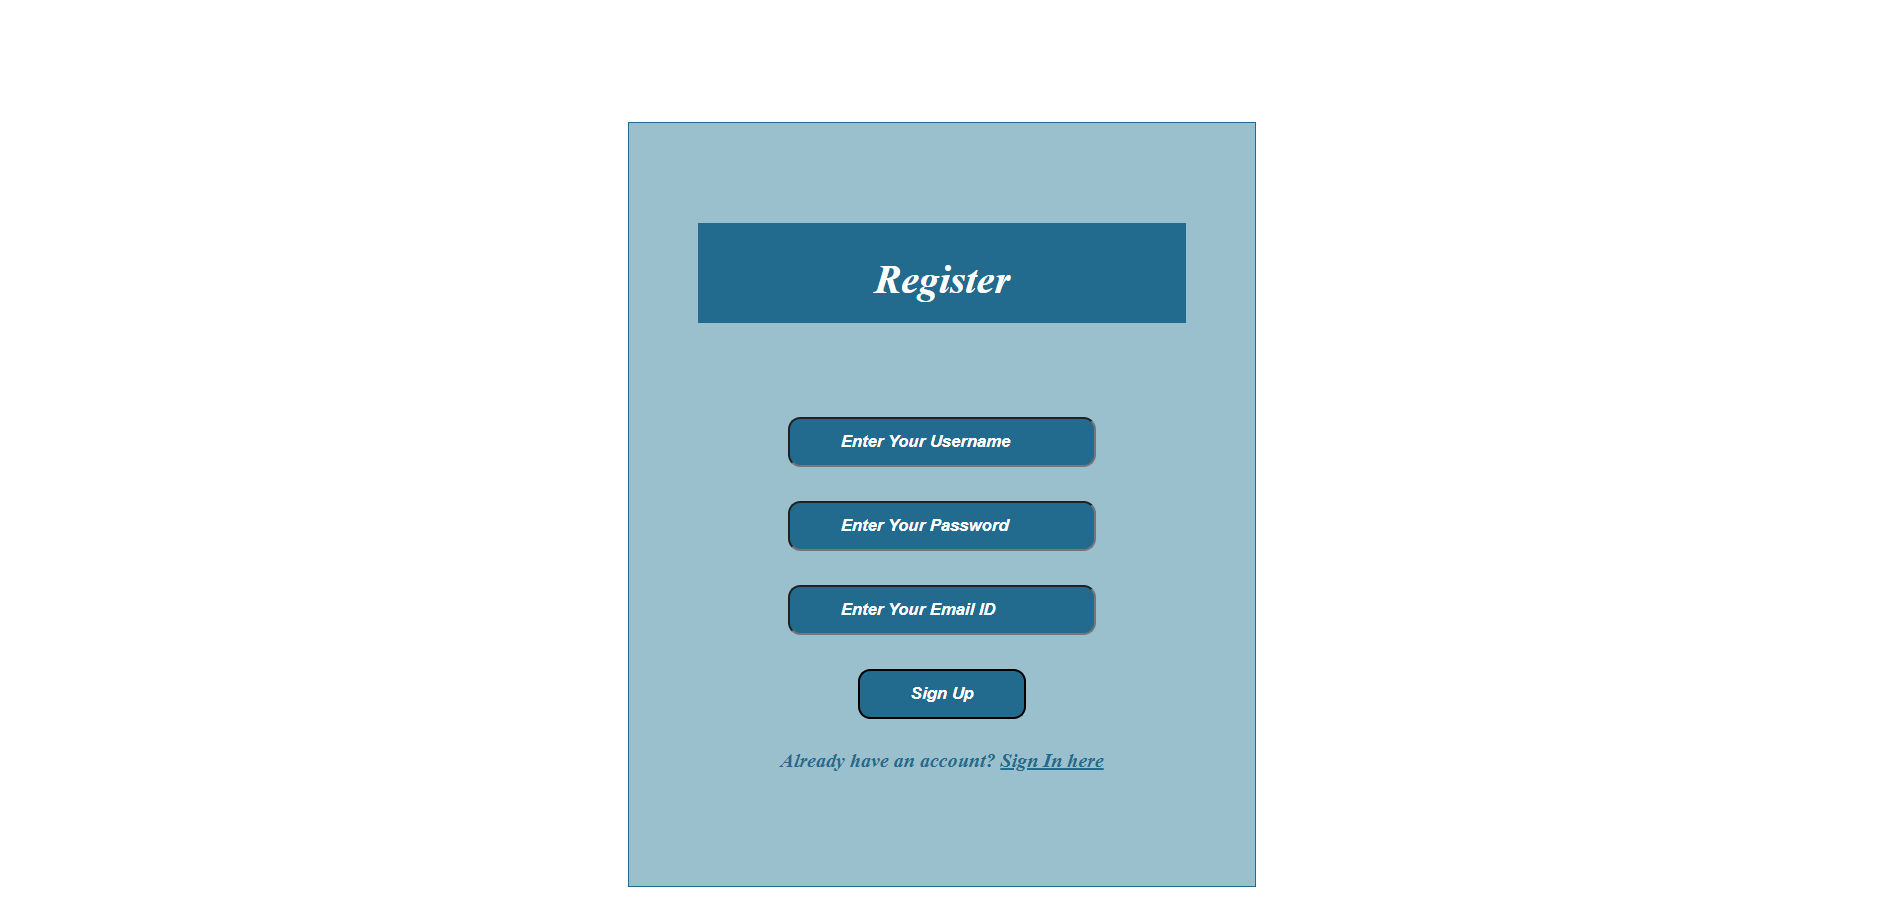 Register
Enter Your Username
Enter Your Password
Enter Your Email ID
Sign Up
Already have an account? Sign In here